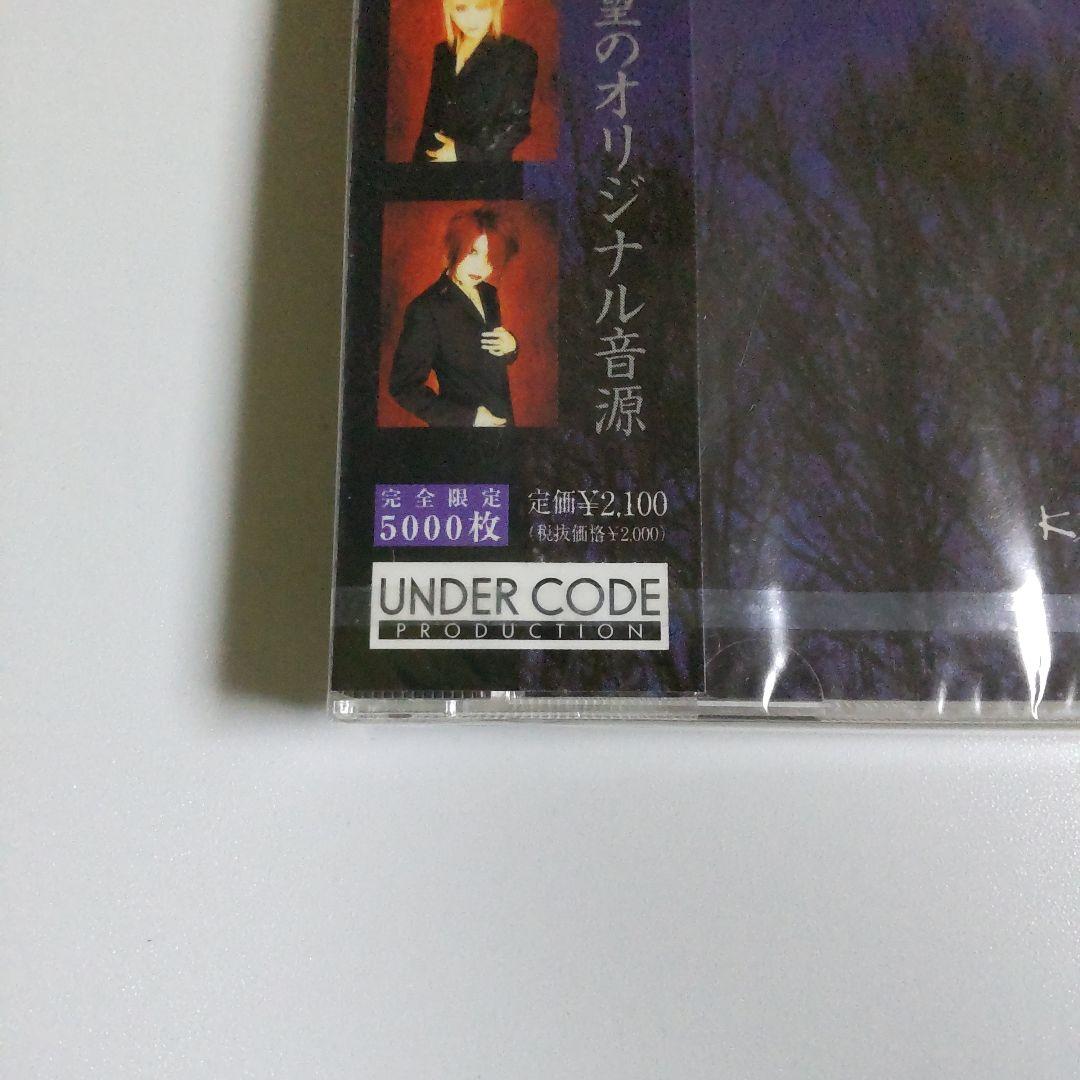 望のオリジナル音源
完全限定
5000枚
定価¥2,100
(税抜価格¥2,000)
UNDER CODE
PRODUCTION